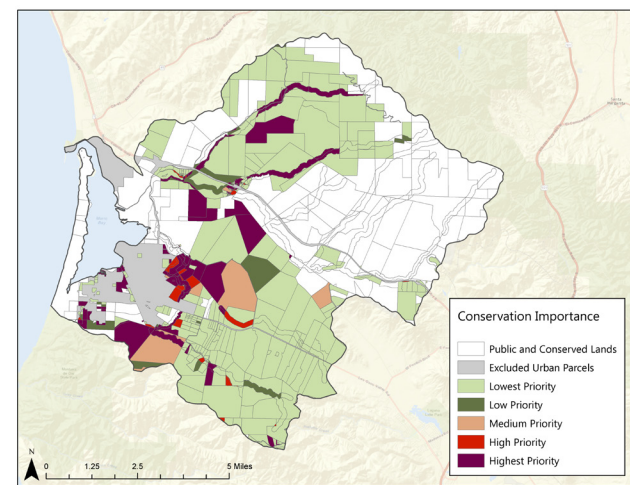 Conservation Importance
Public and Conserved Lands
Excluded Urban Parcels
Lowest Priority
Low Priority
Medium Priority
High Priority
Highest Priority
N
0 1.25 2.5 5 Miles